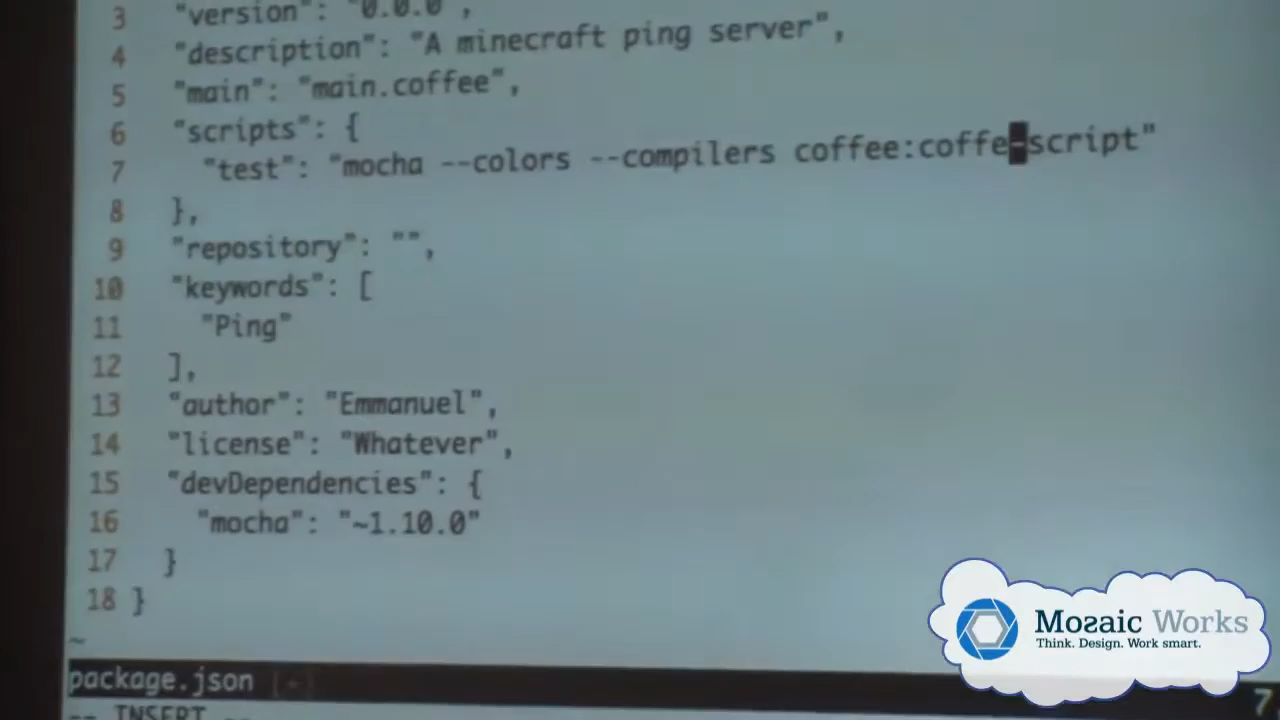 3 "version": "0.0.0",
4 "description": "A minecraft ping server",
5 "main": "main.coffee",
6 "scripts": {
7 "test": "mocha --colors --compilers coffee:coffe-script"
8 },
9 "repository": "",
10 "keywords": [
11 "Ping"
12 ],
13 "author": "Emmanuel",
14 "license": "Whatever",
15 "devDependencies": {
16 "mocha": "~1.10.0"
17 }
18 }
~
package.json [+] 7
-- INSERT --
Mozaic Works
Think. Design. Work smart.